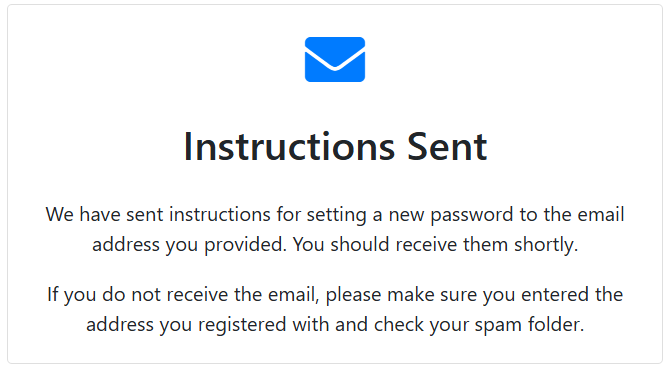 Instructions Sent
We have sent instructions for setting a new password to the email
address you provided. You should receive them shortly.
If you do not receive the email, please make sure you entered the
address you registered with and check your spam folder.